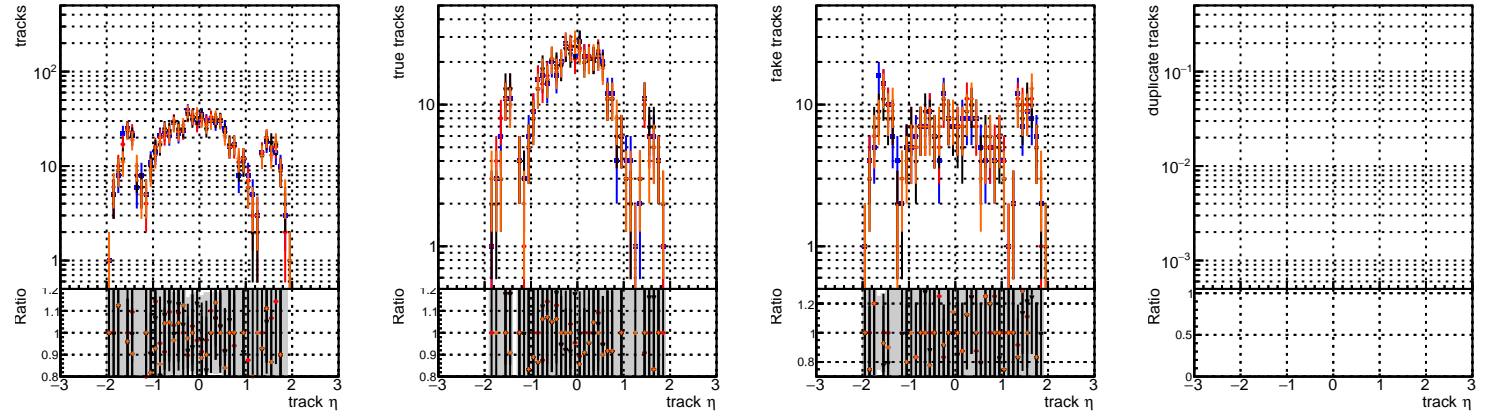 tracks
10²
10
1
Ratio
1.2
1.1
1
0.9
0.8
−3 −2 −1 0 1 2 3
track η
true tracks
10
1
Ratio
1.2
1.1
1
0.9
0.8
−3 −2 −1 0 1 2 3
track η
fake tracks
10
1
Ratio
1.2
1
0.8
−3 −2 −1 0 1 2 3
track η
duplicate tracks
10⁻¹
10⁻²
10⁻³
Ratio
1
0.5
0
−3 −2 −1 0 1 2 3
track η